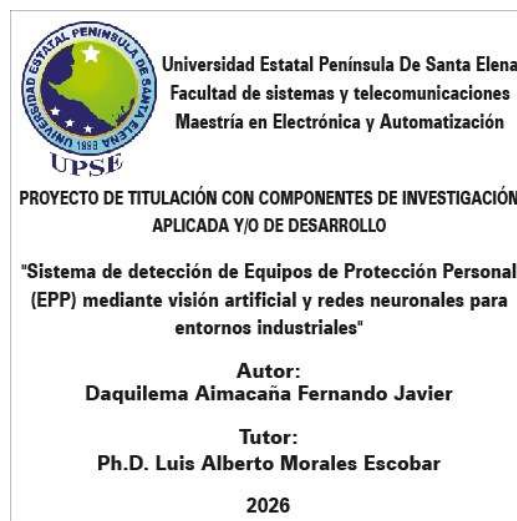 UNIVERSIDAD ESTATAL PENINSULA DE SANTA ELENA
1998
UPSE
Universidad Estatal Península De Santa Elena
Facultad de sistemas y telecomunicaciones
Maestría en Electrónica y Automatización
PROYECTO DE TITULACIÓN CON COMPONENTES DE INVESTIGACIÓN
APLICADA Y/O DE DESARROLLO
"Sistema de detección de Equipos de Protección Personal
(EPP) mediante visión artificial y redes neuronales para
entornos industriales"
Autor:
Daquilema Aimacaña Fernando Javier
Tutor:
Ph.D. Luis Alberto Morales Escobar
2026